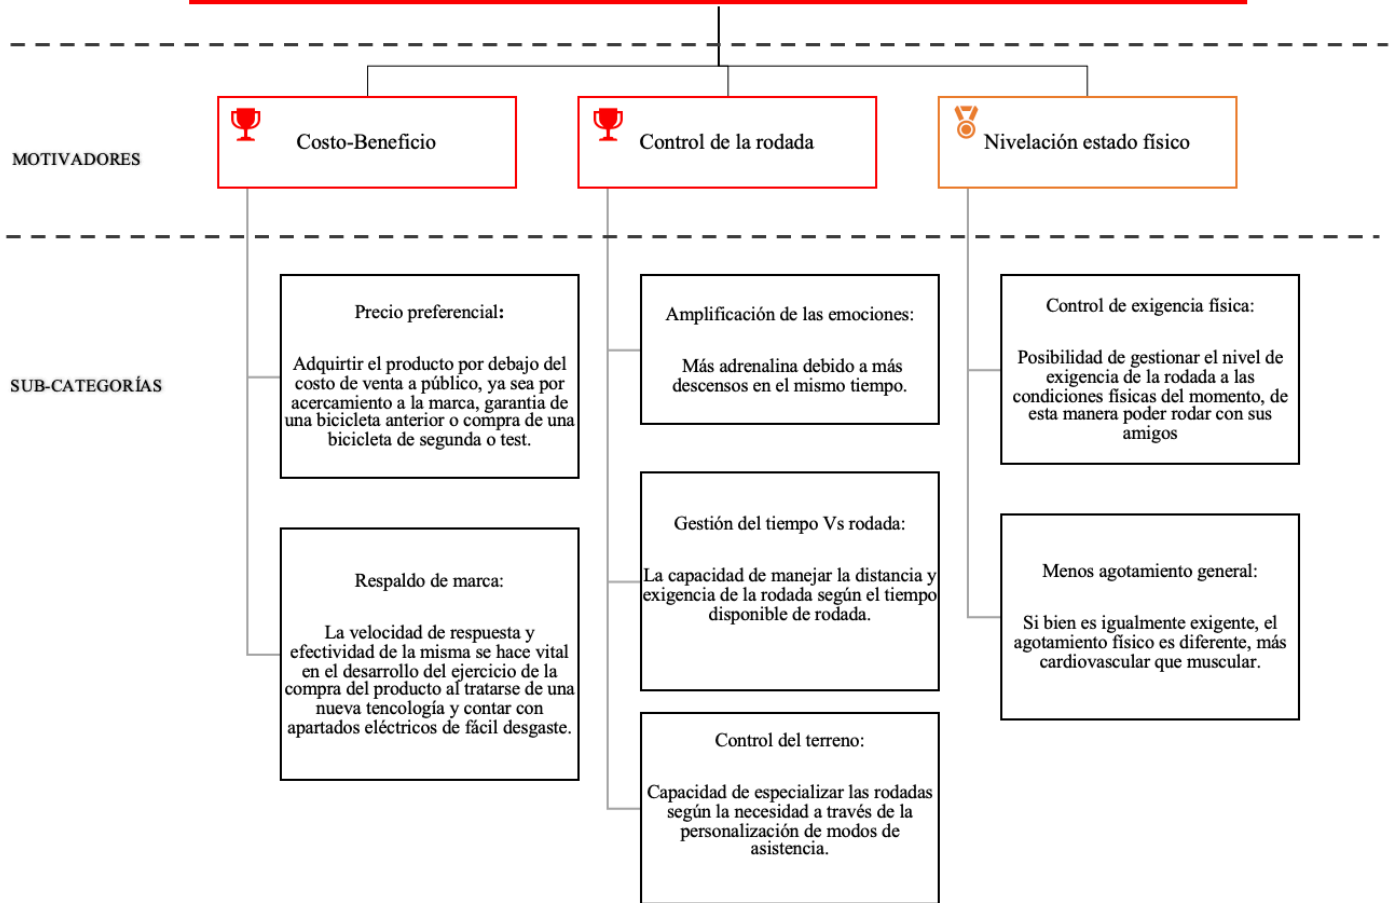 MOTIVADORES
Costo-Beneficio
Control de la rodada
Nivelación estado físico
SUB-CATEGORÍAS
Precio preferencial:
Adquirtir el producto por debajo del
costo de venta a público, ya sea por
acercamiento a la marca, garantia de
una bicicleta anterior o compra de una
bicicleta de segunda o test.
Respaldo de marca:
La velocidad de respuesta y
efectividad de la misma se hace vital
en el desarrollo del ejercicio de la
compra del producto al tratarse de una
nueva tencología y contar con
apartados eléctricos de fácil desgaste.
Amplificación de las emociones:
Más adrenalina debido a más
descensos en el mismo tiempo.
Gestión del tiempo Vs rodada:
La capacidad de manejar la distancia y
exigencia de la rodada según el tiempo
disponible de rodada.
Control del terreno:
Capacidad de especializar las rodadas
según la necesidad a través de la
personalización de modos de
asistencia.
Control de exigencia física:
Posibilidad de gestionar el nivel de
exigencia de la rodada a las
condiciones físicas del momento, de
esta manera poder rodar con sus
amigos
Menos agotamiento general:
Si bien es igualmente exigente, el
agotamiento físico es diferente, más
cardiovascular que muscular.